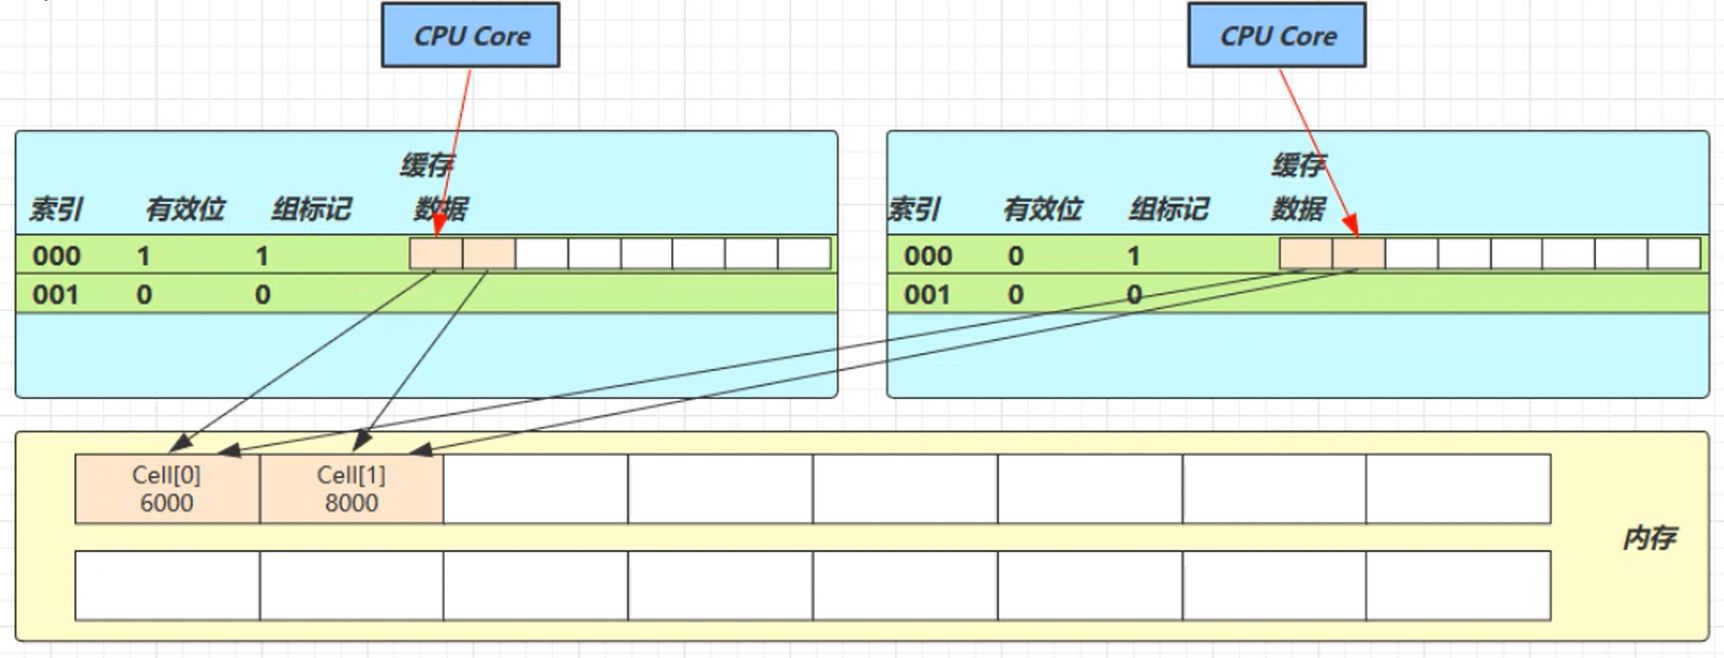 CPU Core
CPU Core
缓存
索引 有效位 组标记 数据
000 1 1
001 0 0
缓存
索引 有效位 组标记 数据
000 0 1
001 0 0
Cell[0]
6000
Cell[1]
8000
内存